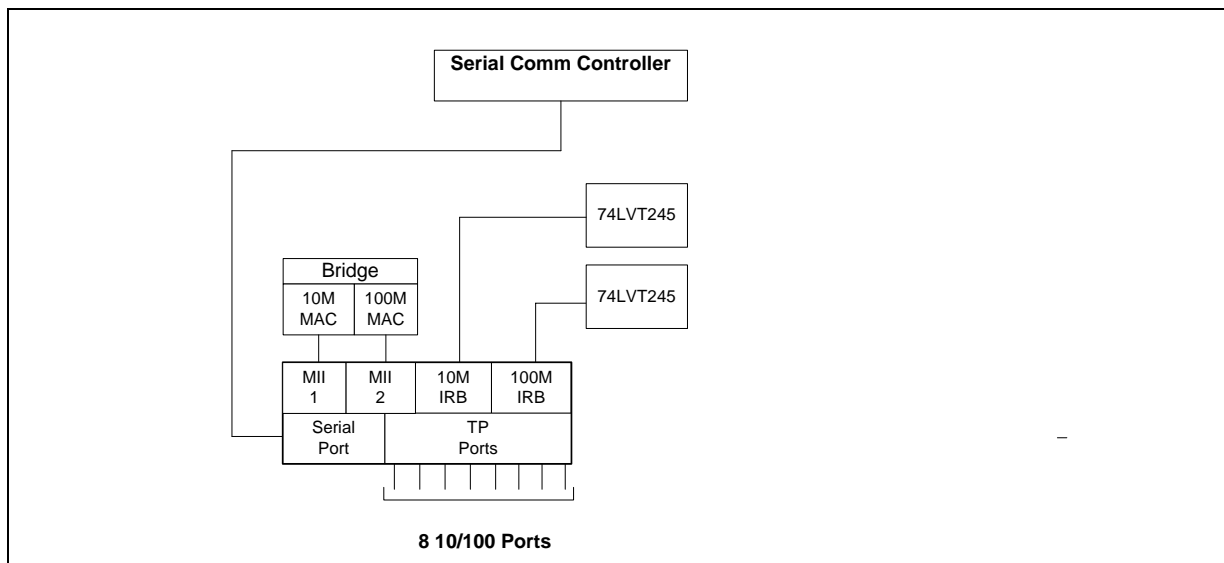 Serial Comm Controller
74LVT245
74LVT245
Bridge
10M
MAC
100M
MAC
MII
1
MII
2
10M
IRB
100M
IRB
Serial
Port
TP
Ports
8 10/100 Ports